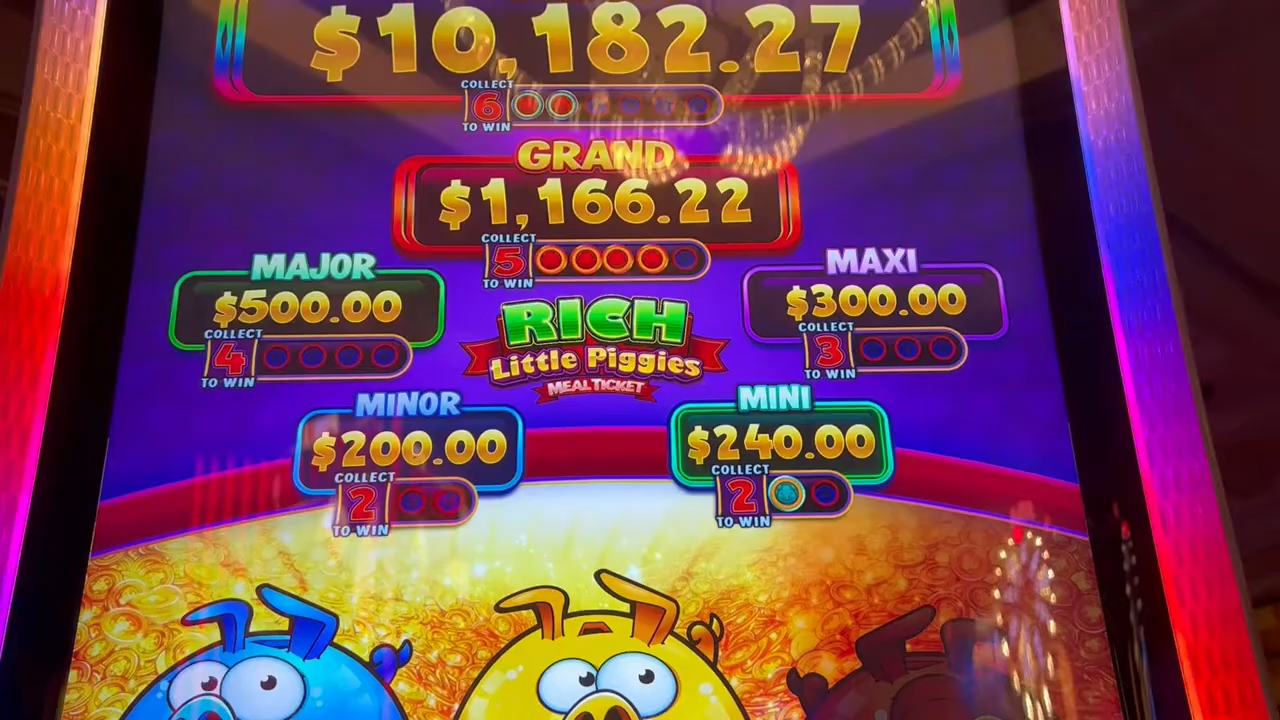 $10,182.27
COLLECT
6
TO WIN
GRAND
$1,166.22
COLLECT
5
TO WIN
MAJOR
$500.00
COLLECT
4
TO WIN
MAXI
$300.00
COLLECT
3
TO WIN
RICH
Little Piggies
MEAL TICKET
MINOR
$200.00
COLLECT
2
TO WIN
MINI
$240.00
COLLECT
2
TO WIN